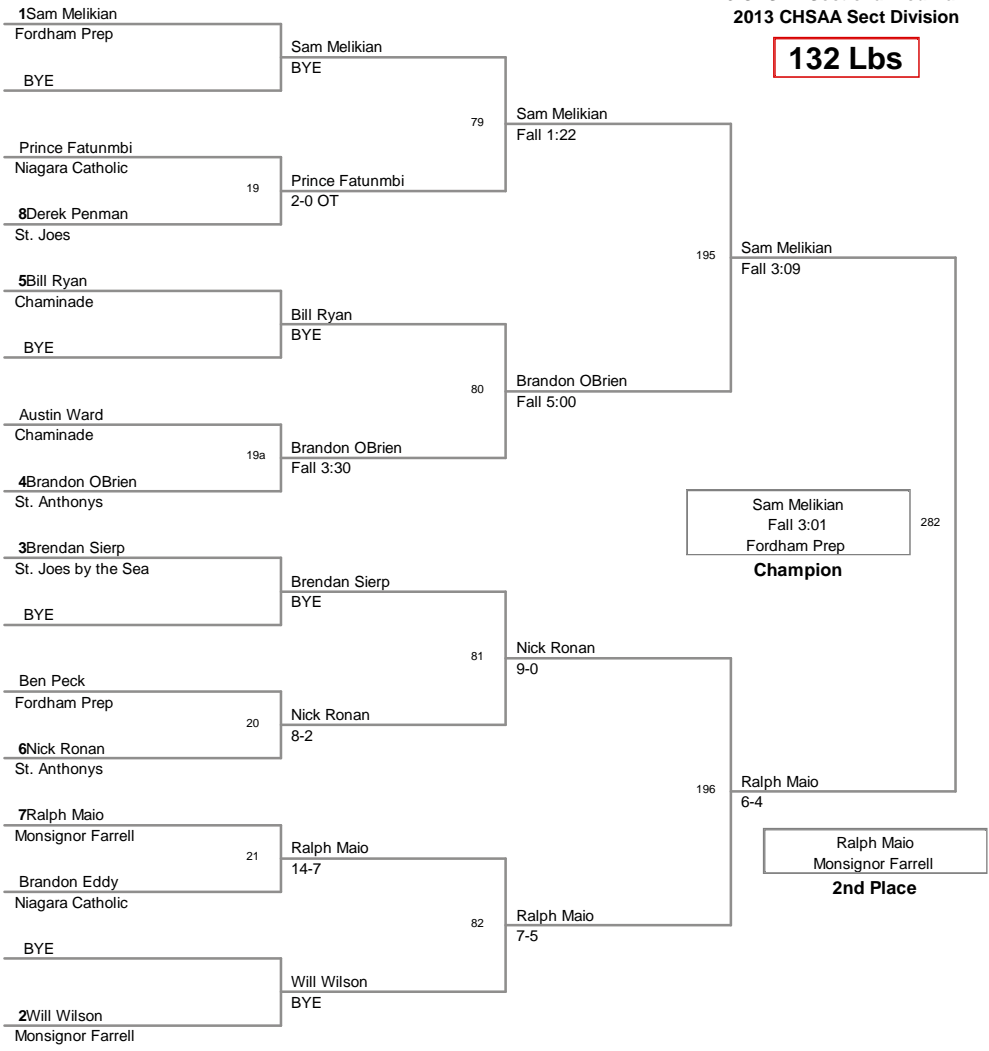 2013 CHSAA Sect Division
132 Lbs
1Sam Melikian
Fordham Prep
BYE
Prince Fatunmbi
Niagara Catholic
19
8Derek Penman
St. Joes
5Bill Ryan
Chaminade
BYE
Austin Ward
Chaminade
19a
4Brandon OBrien
St. Anthonys
3Brendan Sierp
St. Joes by the Sea
BYE
Ben Peck
Fordham Prep
20
6Nick Ronan
St. Anthonys
7Ralph Maio
Monsignor Farrell
21
Brandon Eddy
Niagara Catholic
BYE
2Will Wilson
Monsignor Farrell
Sam Melikian
BYE
79
Prince Fatunmbi
2-0 OT
Bill Ryan
BYE
80
Brandon OBrien
Fall 3:30
Brendan Sierp
BYE
81
Nick Ronan
8-2
Ralph Maio
14-7
82
Will Wilson
BYE
Sam Melikian
Fall 1:22
195
Brandon OBrien
Fall 5:00
Nick Ronan
9-0
196
Ralph Maio
7-5
Sam Melikian
Fall 3:09
Ralph Maio
6-4
Sam Melikian
Fall 3:01
Fordham Prep
282
Champion
Ralph Maio
Monsignor Farrell
2nd Place